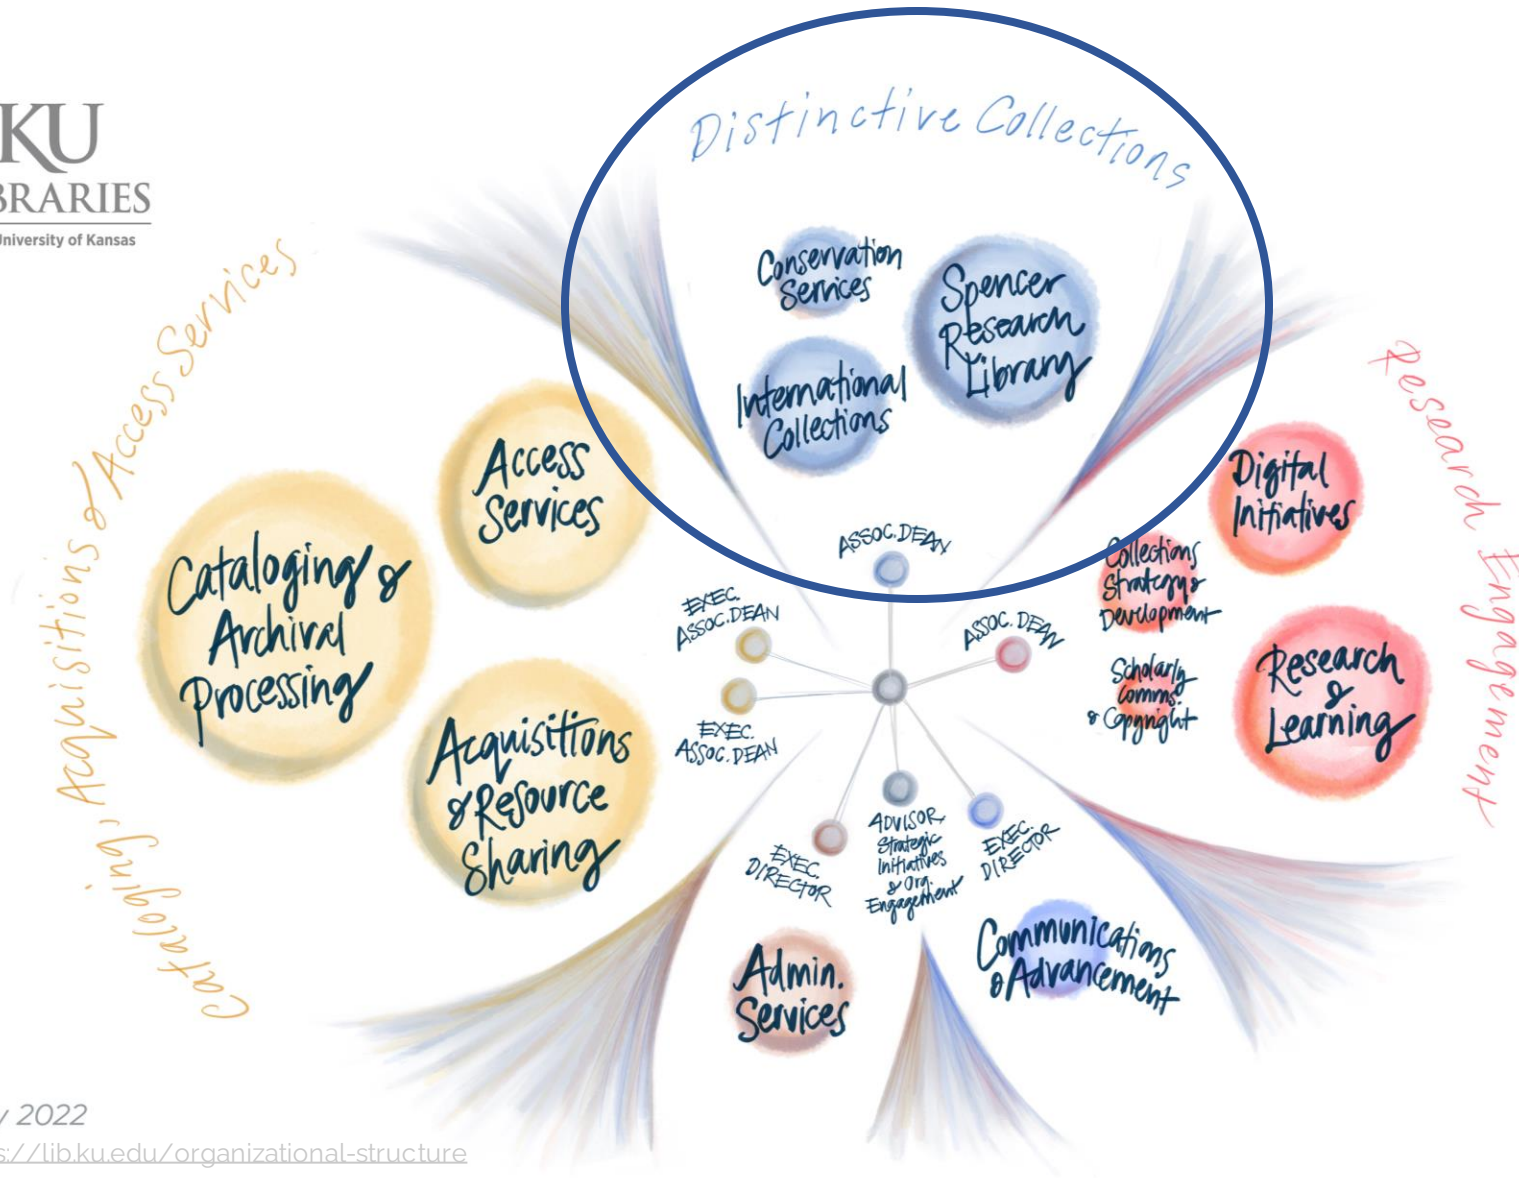 KU
BRARIES
University of Kansas
Distinctive Collections
Conservation
Services
Spencer
Research
Library
International
Collections
ASSOC. DEAN
Cataloging, Acquisitions & Access Services
Access
Services
Cataloging &
Archival
Processing
Acquisitions
& Resource
Sharing
EXEC.
ASSOC. DEAN
EXEC.
ASSOC. DEAN
ASSOC. DEAN
Research Engagement
Digital
Initiatives
Collections
Strategy &
Development
Scholarly
Comms.
& Copyright
Research
&
Learning
EXEC.
DIRECTOR
ADVISOR
Strategic
Initiatives
& Org.
Engagement
EXEC.
DIRECTOR
Admin.
Services
Communications
& Advancement
y 2022
s://lib.ku.edu/organizational-structure